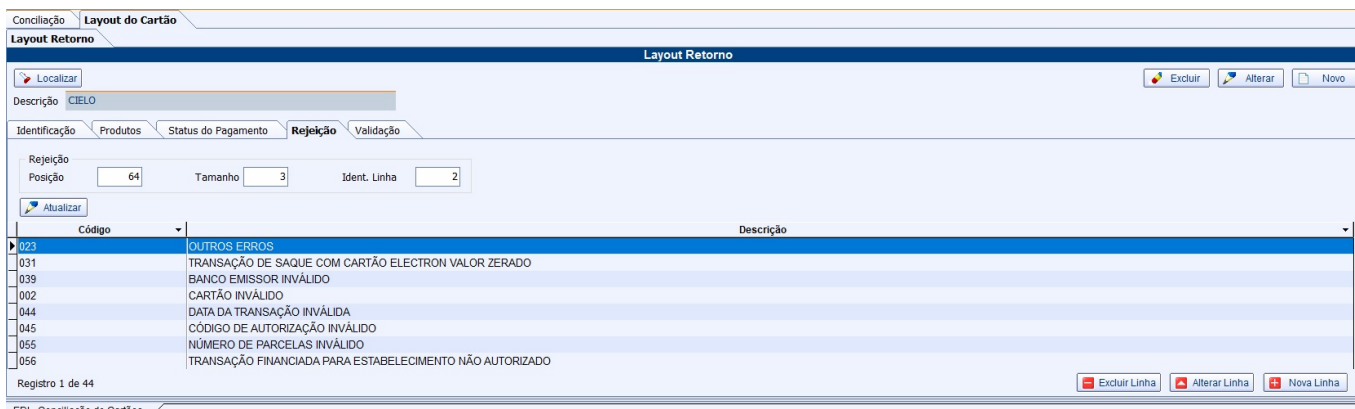 Conciliação Layout do Cartão
Layout Retorno
Layout Retorno
Localizar Excluir Alterar Novo
Descrição CIELO
Identificação Produtos Status do Pagamento Rejeição Validação
Rejeição
Posição 64 Tamanho 3 Ident. Linha 2
Atualizar
Código Descrição
023 OUTROS ERROS
031 TRANSAÇÃO DE SAQUE COM CARTÃO ELECTRON VALOR ZERADO
039 BANCO EMISSOR INVÁLIDO
002 CARTÃO INVÁLIDO
044 DATA DA TRANSAÇÃO INVÁLIDA
045 CÓDIGO DE AUTORIZAÇÃO INVÁLIDO
055 NÚMERO DE PARCELAS INVÁLIDO
056 TRANSAÇÃO FINANCIADA PARA ESTABELECIMENTO NÃO AUTORIZADO
Registro 1 de 44 Excluir Linha Alterar Linha Nova Linha
EDI - Conciliação de Cartões